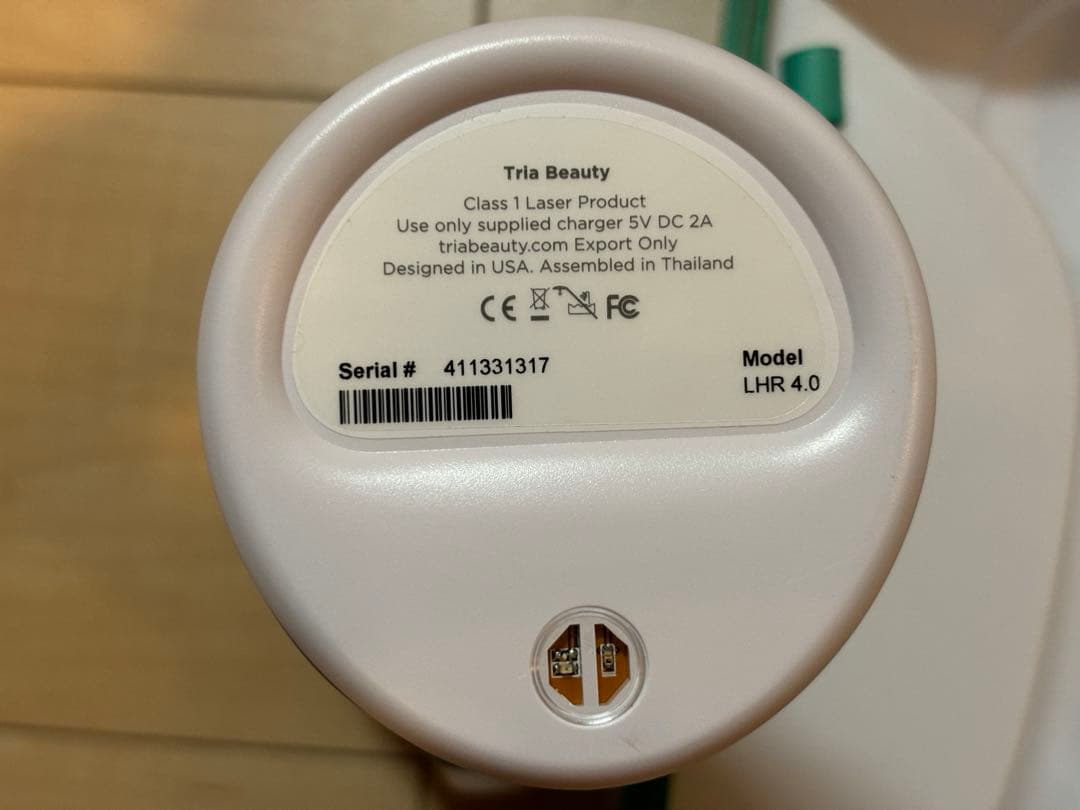 Tria Beauty
Class 1 Laser Product
Use only supplied charger 5V DC 2A
triabeauty.com Export Only
Designed in USA. Assembled in Thailand
CE FC
Serial # 411331317
Model
LHR 4.0